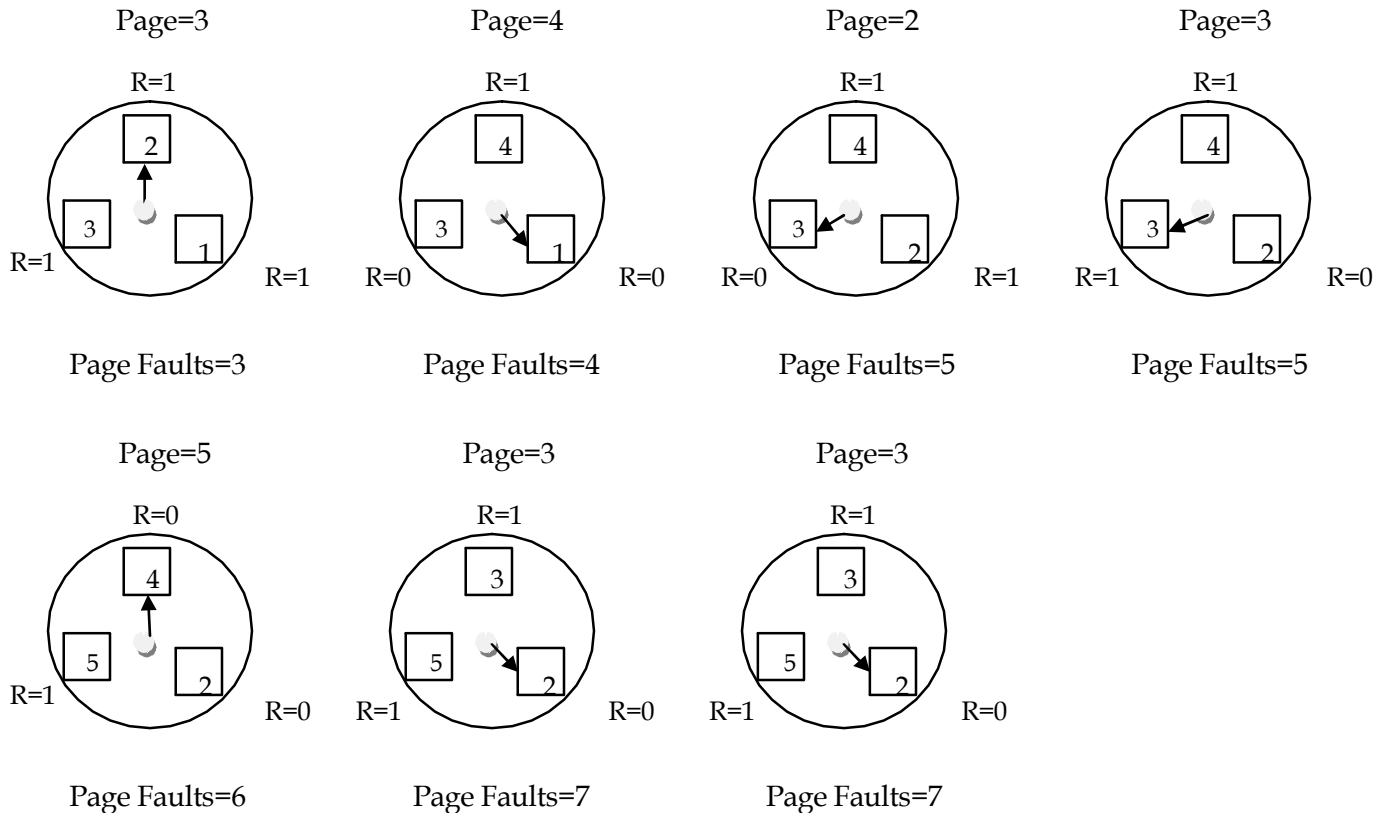 Page=3 Page=4 Page=2 Page=3
R=1 R=1 R=1 R=1
2 4 4 4
3 1 3 1 3 2 3 2
R=1 R=1 R=0 R=0 R=0 R=1 R=1 R=0
Page Faults=3 Page Faults=4 Page Faults=5 Page Faults=5
Page=5 Page=3 Page=3
R=0 R=1 R=1
4 3 3
5 2 5 2 5 2
R=1 R=0 R=1 R=0 R=1 R=0
Page Faults=6 Page Faults=7 Page Faults=7